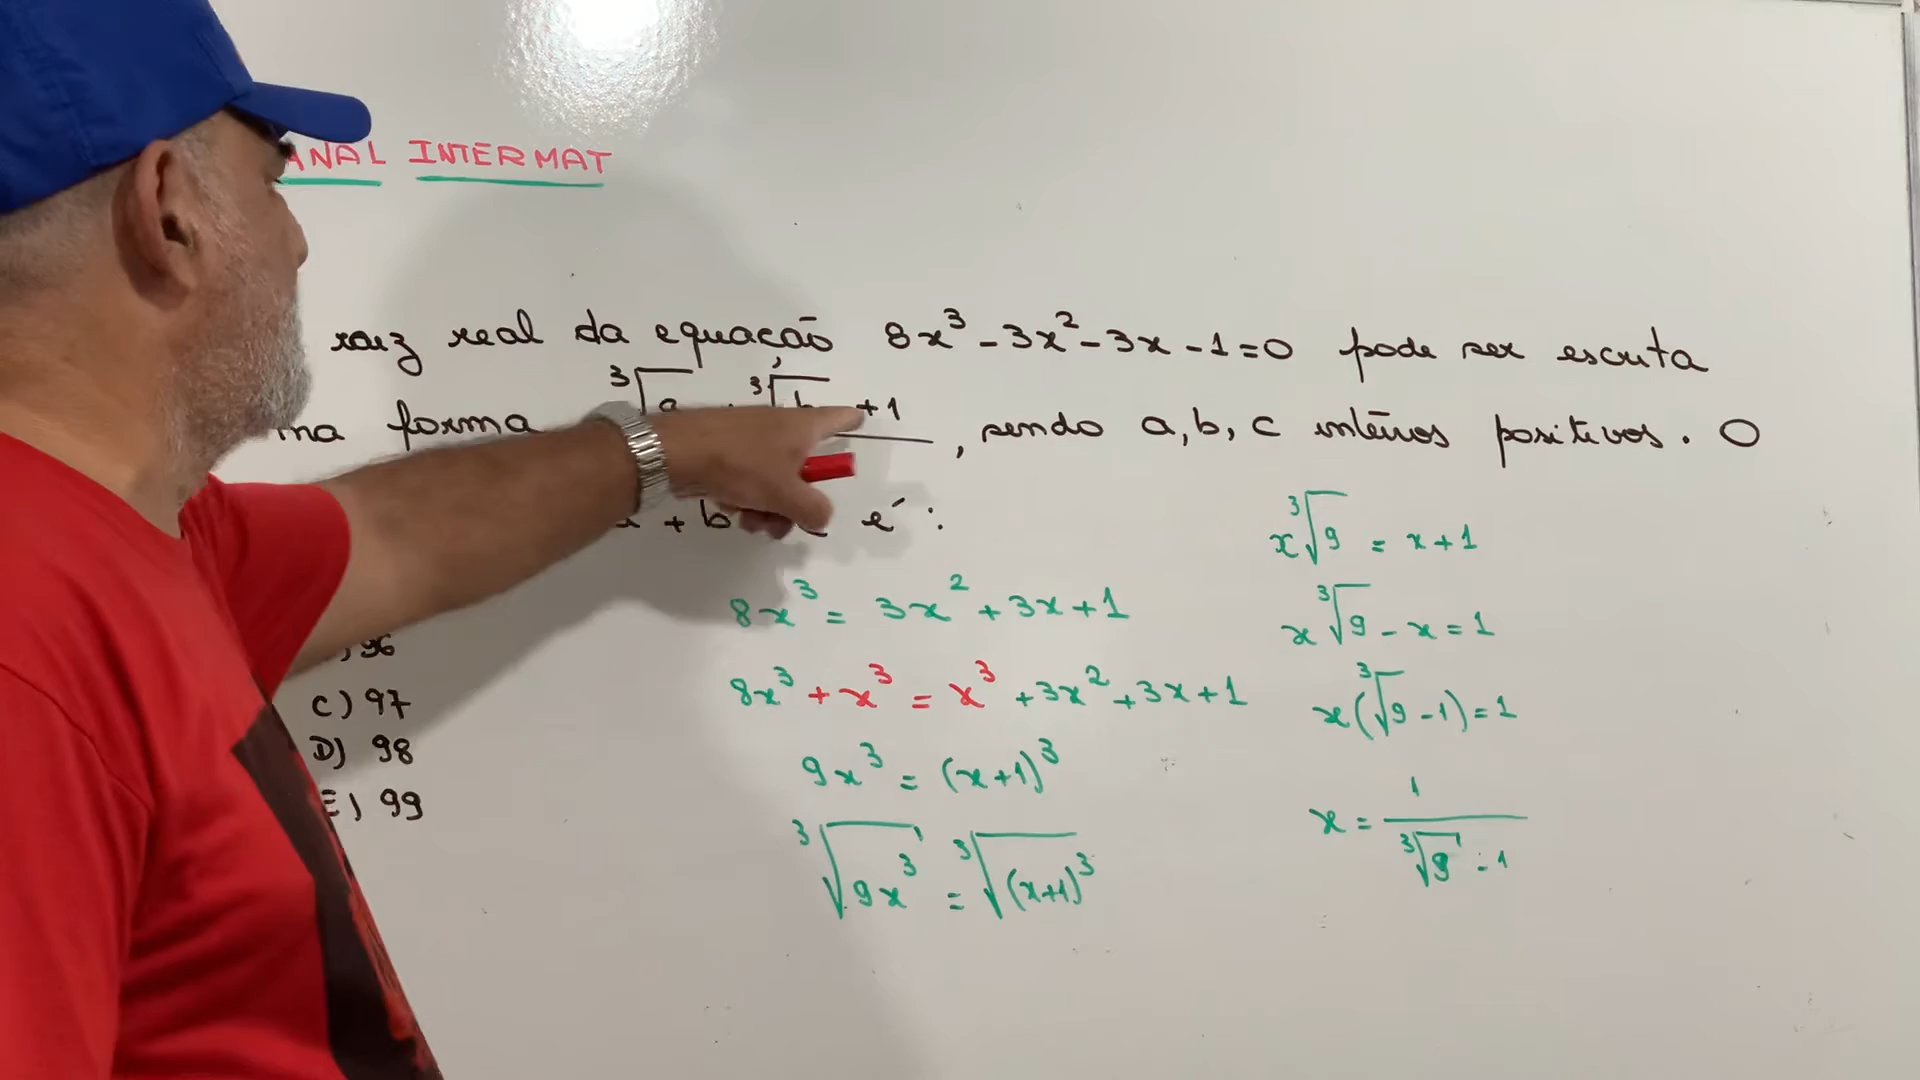 ANAL INTERMAT
raiz real da equação 8x³ - 3x² - 3x - 1 = 0 pode ser escrita
na forma ∛a + ∛b + 1 , sendo a, b, c inteiros positivos. O
+ b é:
x∛9 = x + 1
8x³ = 3x² + 3x + 1
x∛9 - x = 1
) 96
8x³ + x³ = x³ + 3x² + 3x + 1
x(∛9 - 1) = 1
C) 97
D) 98
9x³ = (x+1)³
E) 99
x = 1/(∛9 - 1)
∛9x³ = ∛(x+1)³